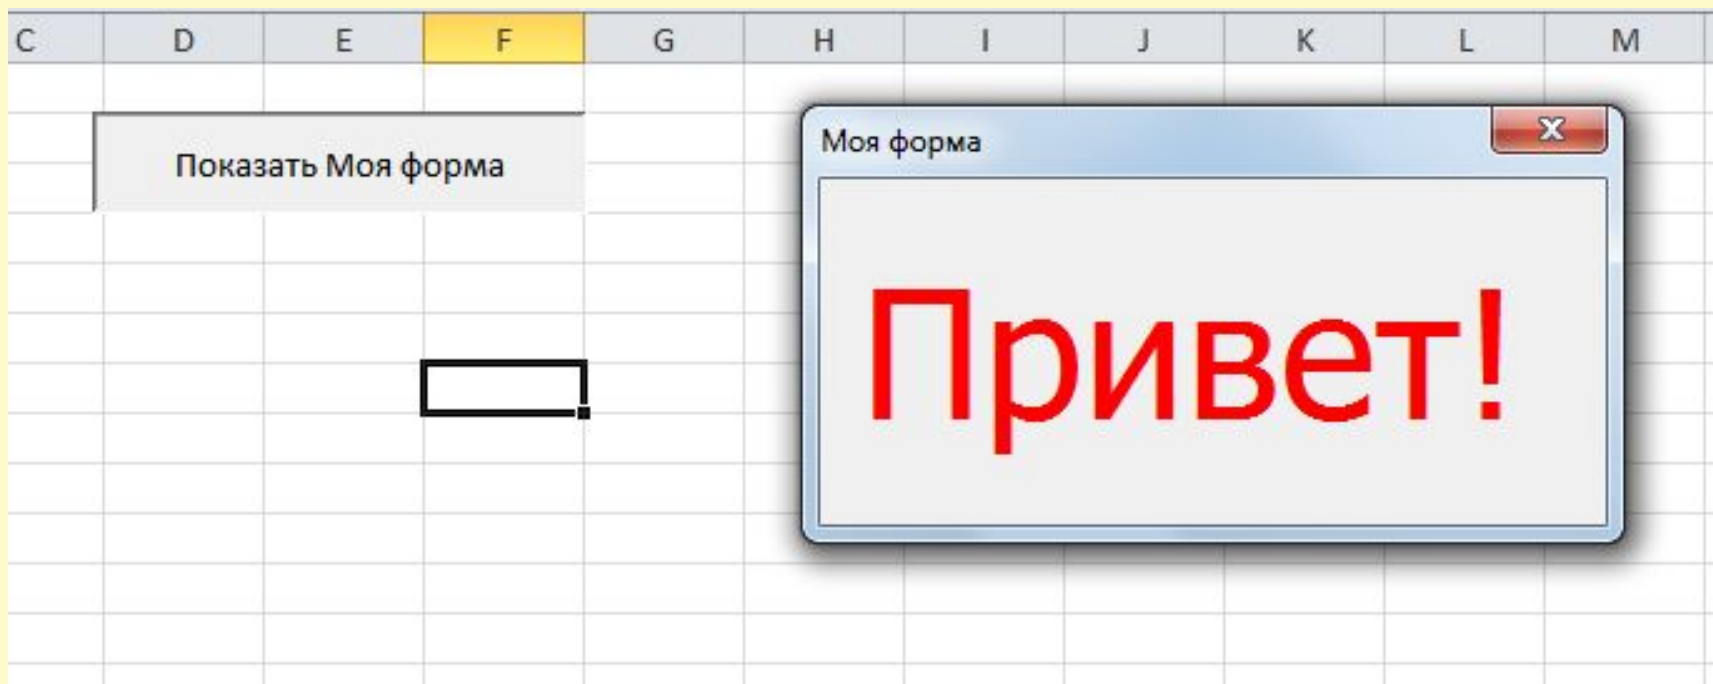 C D E F G H I J K L M
Показать Моя форма
Моя форма
Привет!